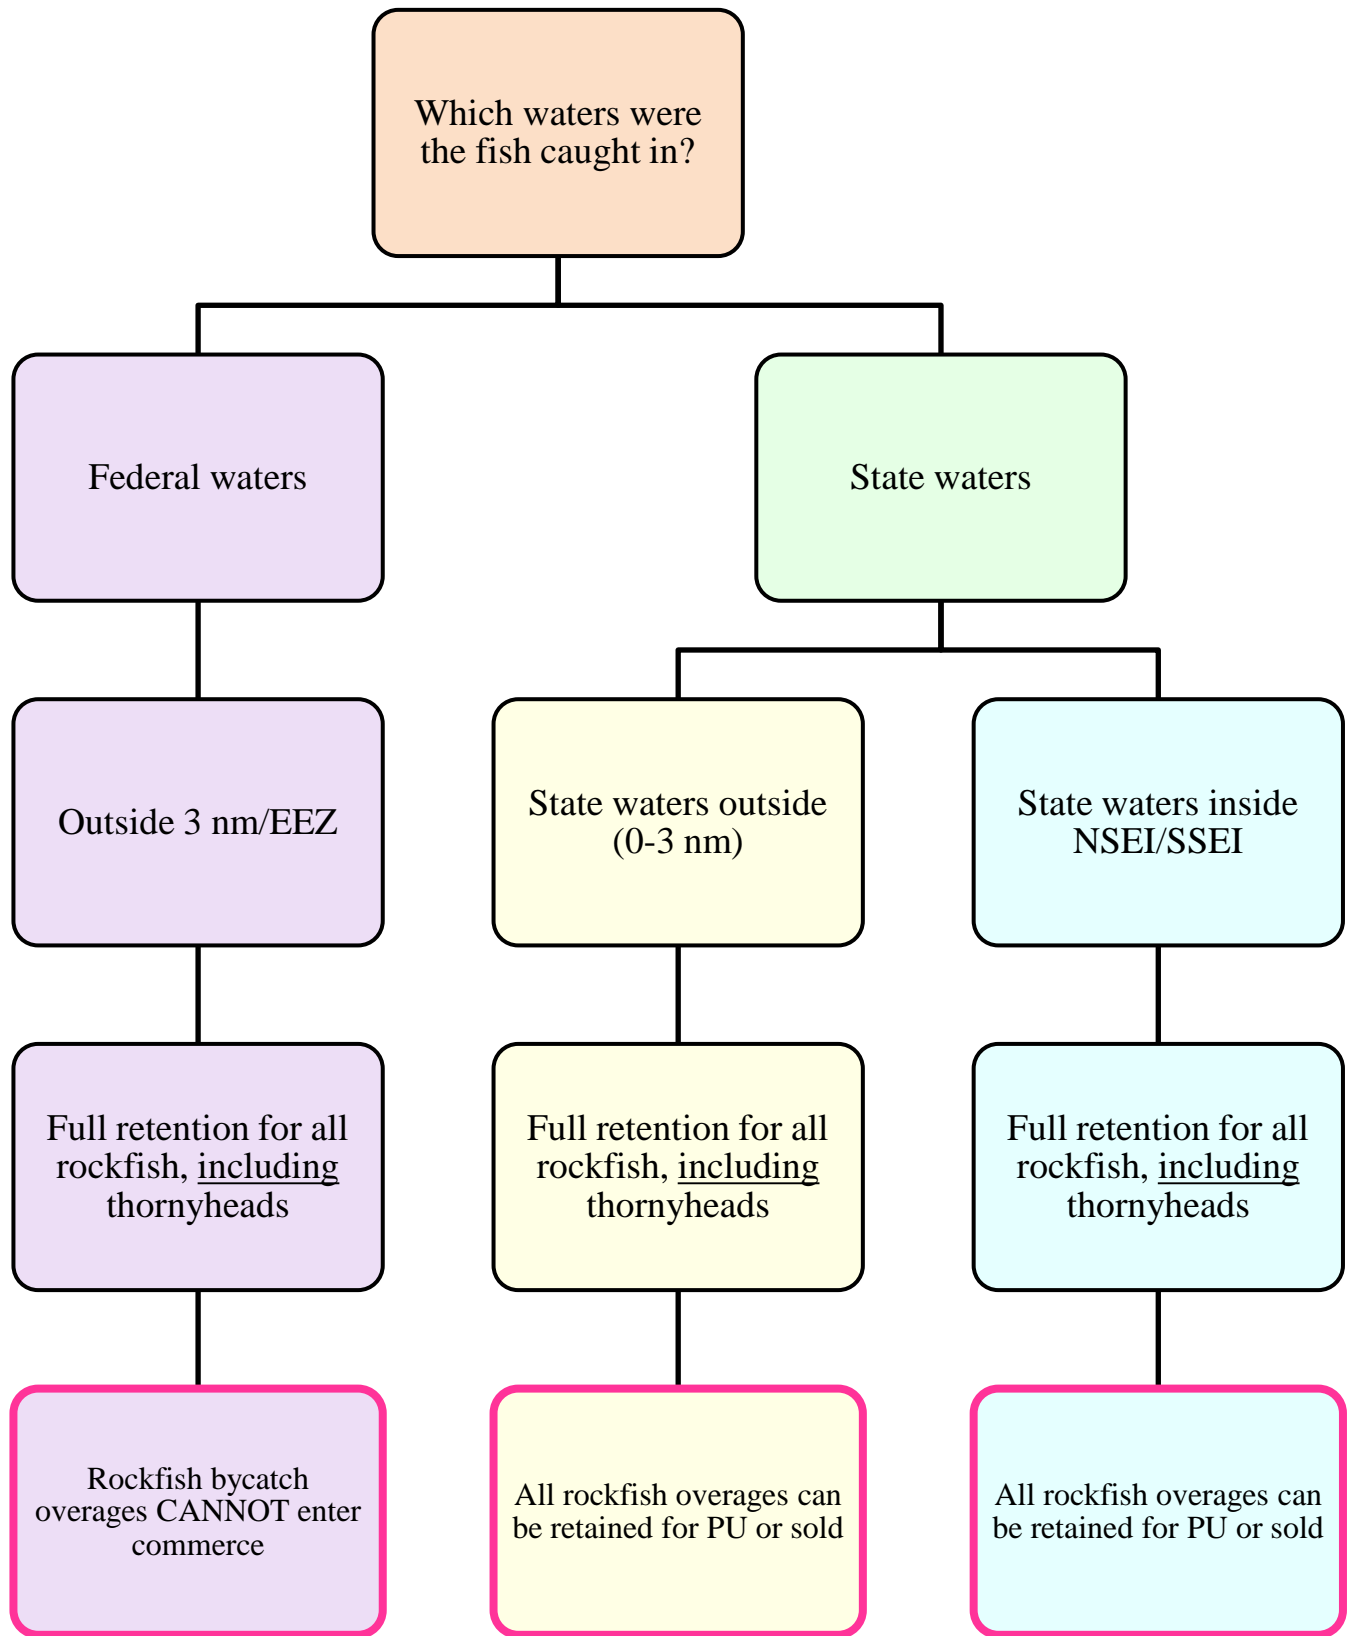 Which waters were
the fish caught in?
Federal waters
State waters
Outside 3 nm/EEZ
State waters outside
(0-3 nm)
State waters inside
NSEI/SSEI
Full retention for all
rockfish, including
thornyheads
Full retention for all
rockfish, including
thornyheads
Full retention for all
rockfish, including
thornyheads
Rockfish bycatch
overages CANNOT enter
commerce
All rockfish overages can
be retained for PU or sold
All rockfish overages can
be retained for PU or sold